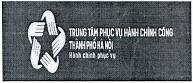 TRUNG TÂM PHỤC VỤ HÀNH CHÍNH CÔNG
THÀNH PHỐ HÀ NỘI
Hành chính phục vụ